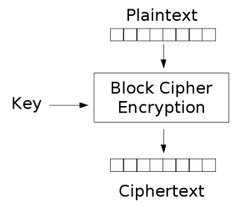 Plaintext
Block Cipher
Encryption
Key
Ciphertext